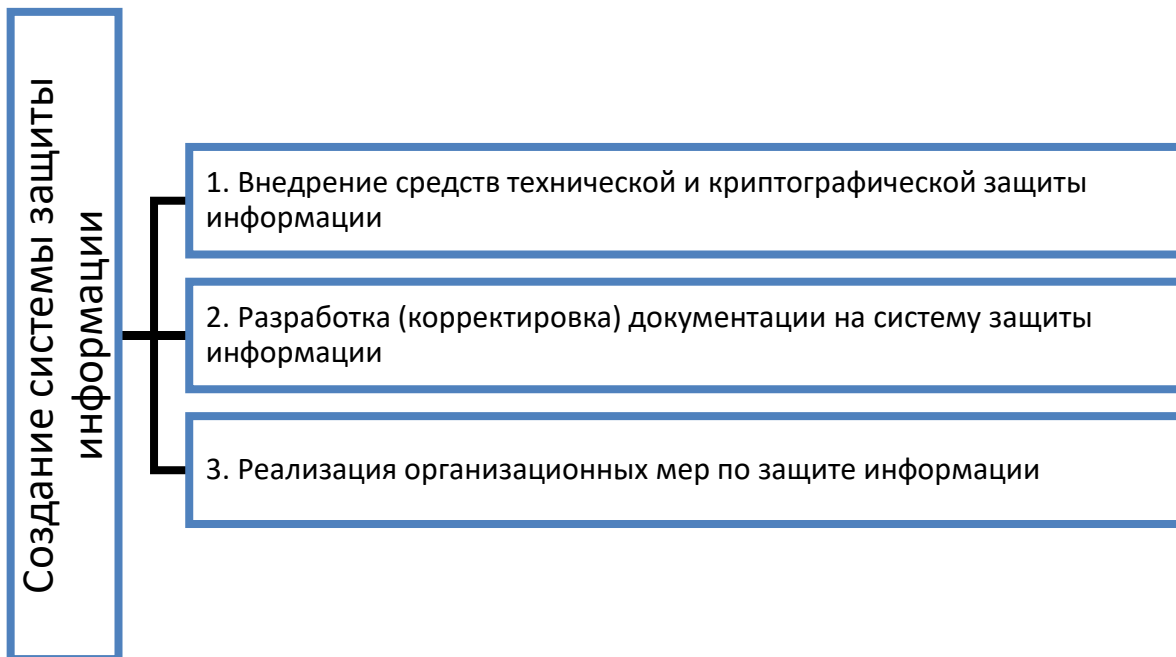 Создание системы защиты
информации
1. Внедрение средств технической и криптографической защиты
информации
2. Разработка (корректировка) документации на систему защиты
информации
3. Реализация организационных мер по защите информации